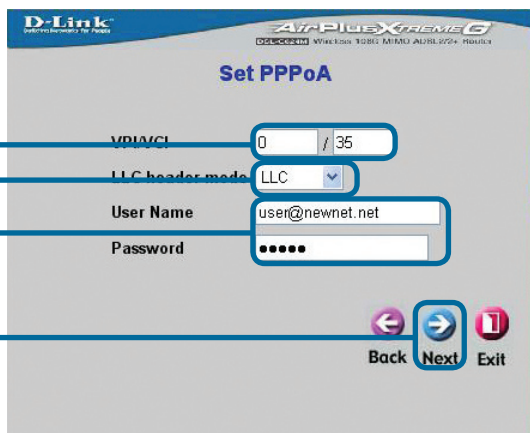 D-Link
Building Networks for People
AirPlusXTREMEG
DSL-G624M Wireless 108G MIMO ADSL2/2+ Router
Set PPPoA
VPI/VCI 0 / 35
LLC header mode LLC
User Name user@newnet.net
Password •••••
Back Next Exit